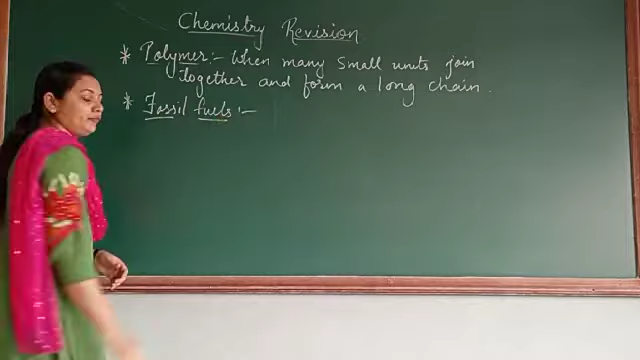 Chemistry Revision
* Polymer:- When many small units join
together and form a long chain.
* Fossil fuels:-